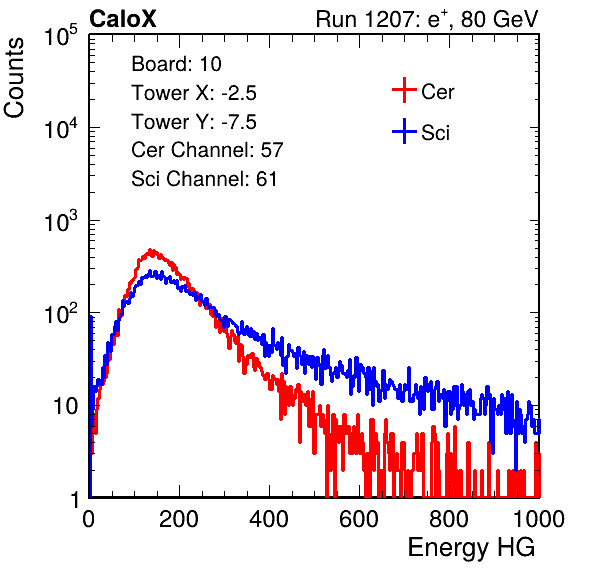 CaloX Run 1207: e⁺, 80 GeV
Counts
10⁵
10⁴
10³
10²
10
1
Board: 10
Tower X: -2.5
Tower Y: -7.5
Cer Channel: 57
Sci Channel: 61
Cer
Sci
0 200 400 600 800 1000
Energy HG